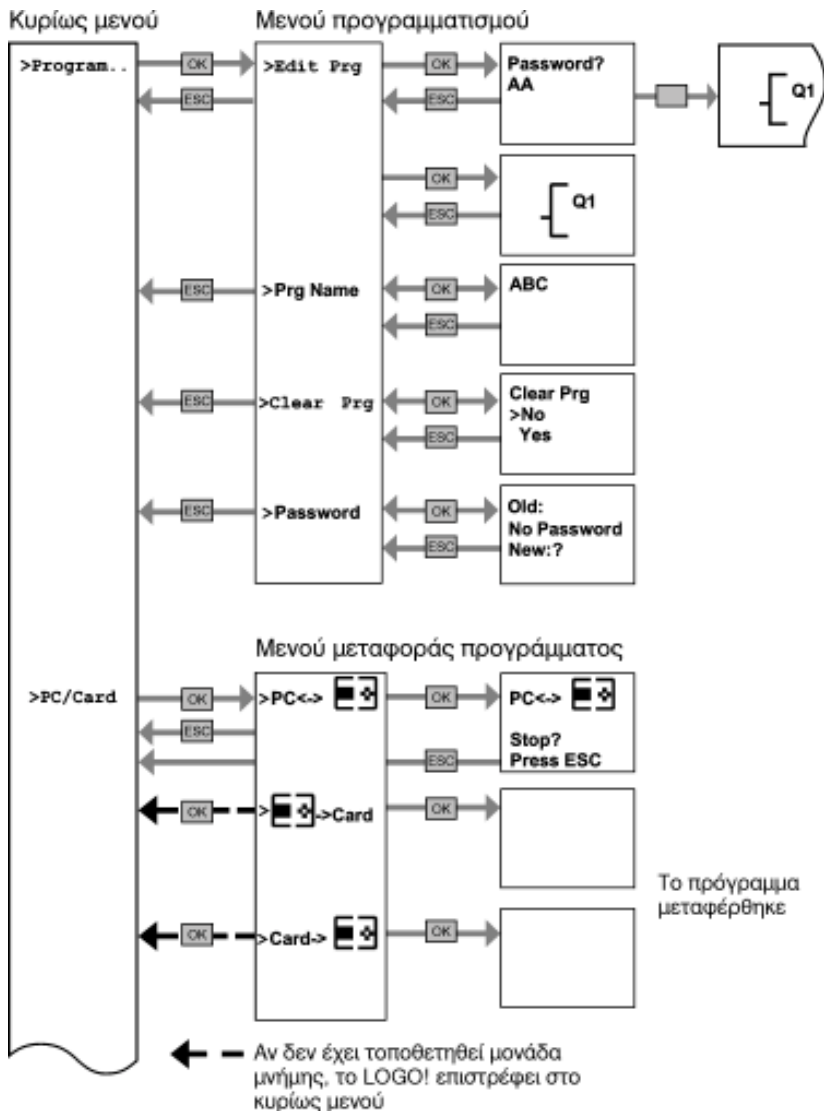 Κυρίως μενού
Μενού προγραμματισμού
>Program..
OK
>Edit Prg
OK
Password?
AA
ESC
ESC
Q1
OK
ESC
Q1
ESC
>Prg Name
OK
ABC
ESC
ESC
>Clear Prg
OK
Clear Prg
>No
Yes
ESC
ESC
>Password
OK
Old:
No Password
New:?
ESC
Μενού μεταφοράς προγράμματος
>PC/Card
OK
>PC<->
OK
PC<->
ESC
Stop?
Press ESC
ESC
OK
> ->Card
OK
Το πρόγραμμα
μεταφέρθηκε
OK
>Card->
OK
Αν δεν έχει τοποθετηθεί μονάδα
μνήμης, το LOGO! επιστρέφει στο
κυρίως μενού